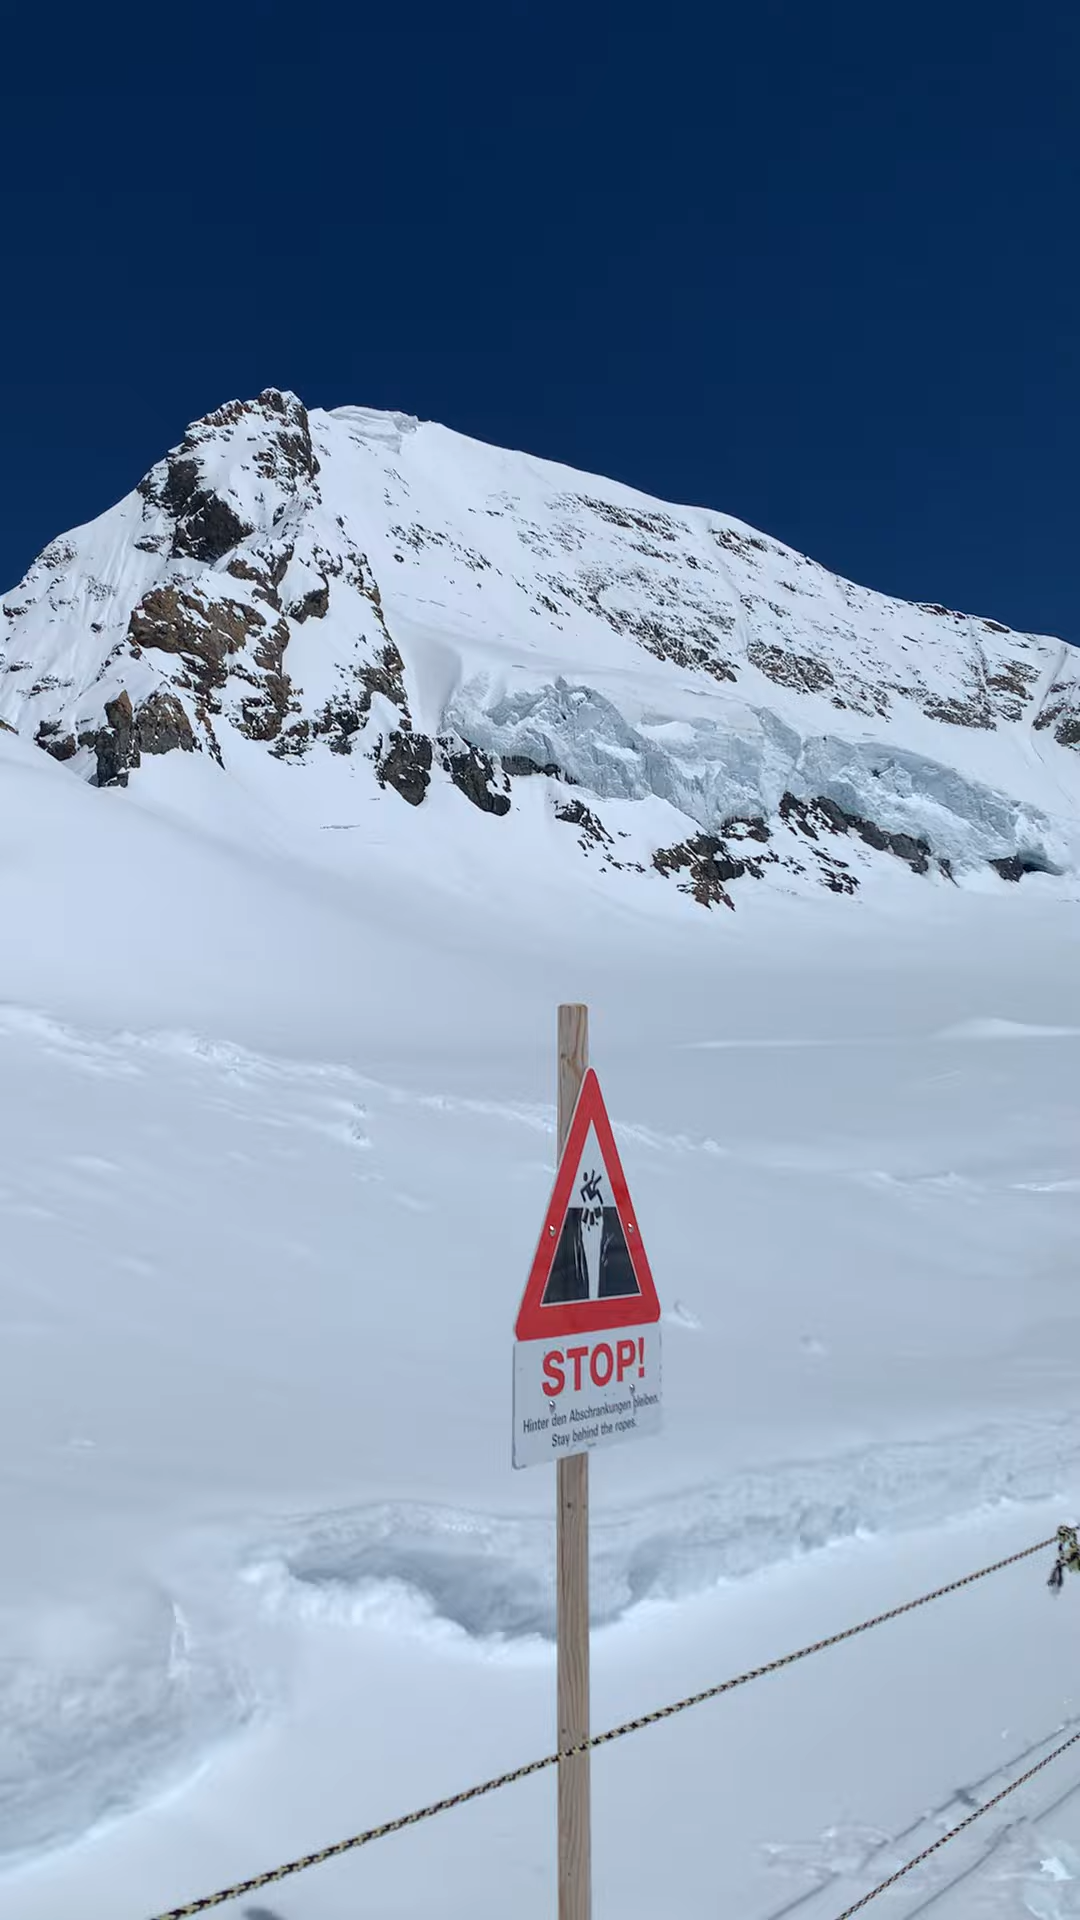 STOP!
Hinter den Abschrankungen bleiben.
Stay behind the ropes.